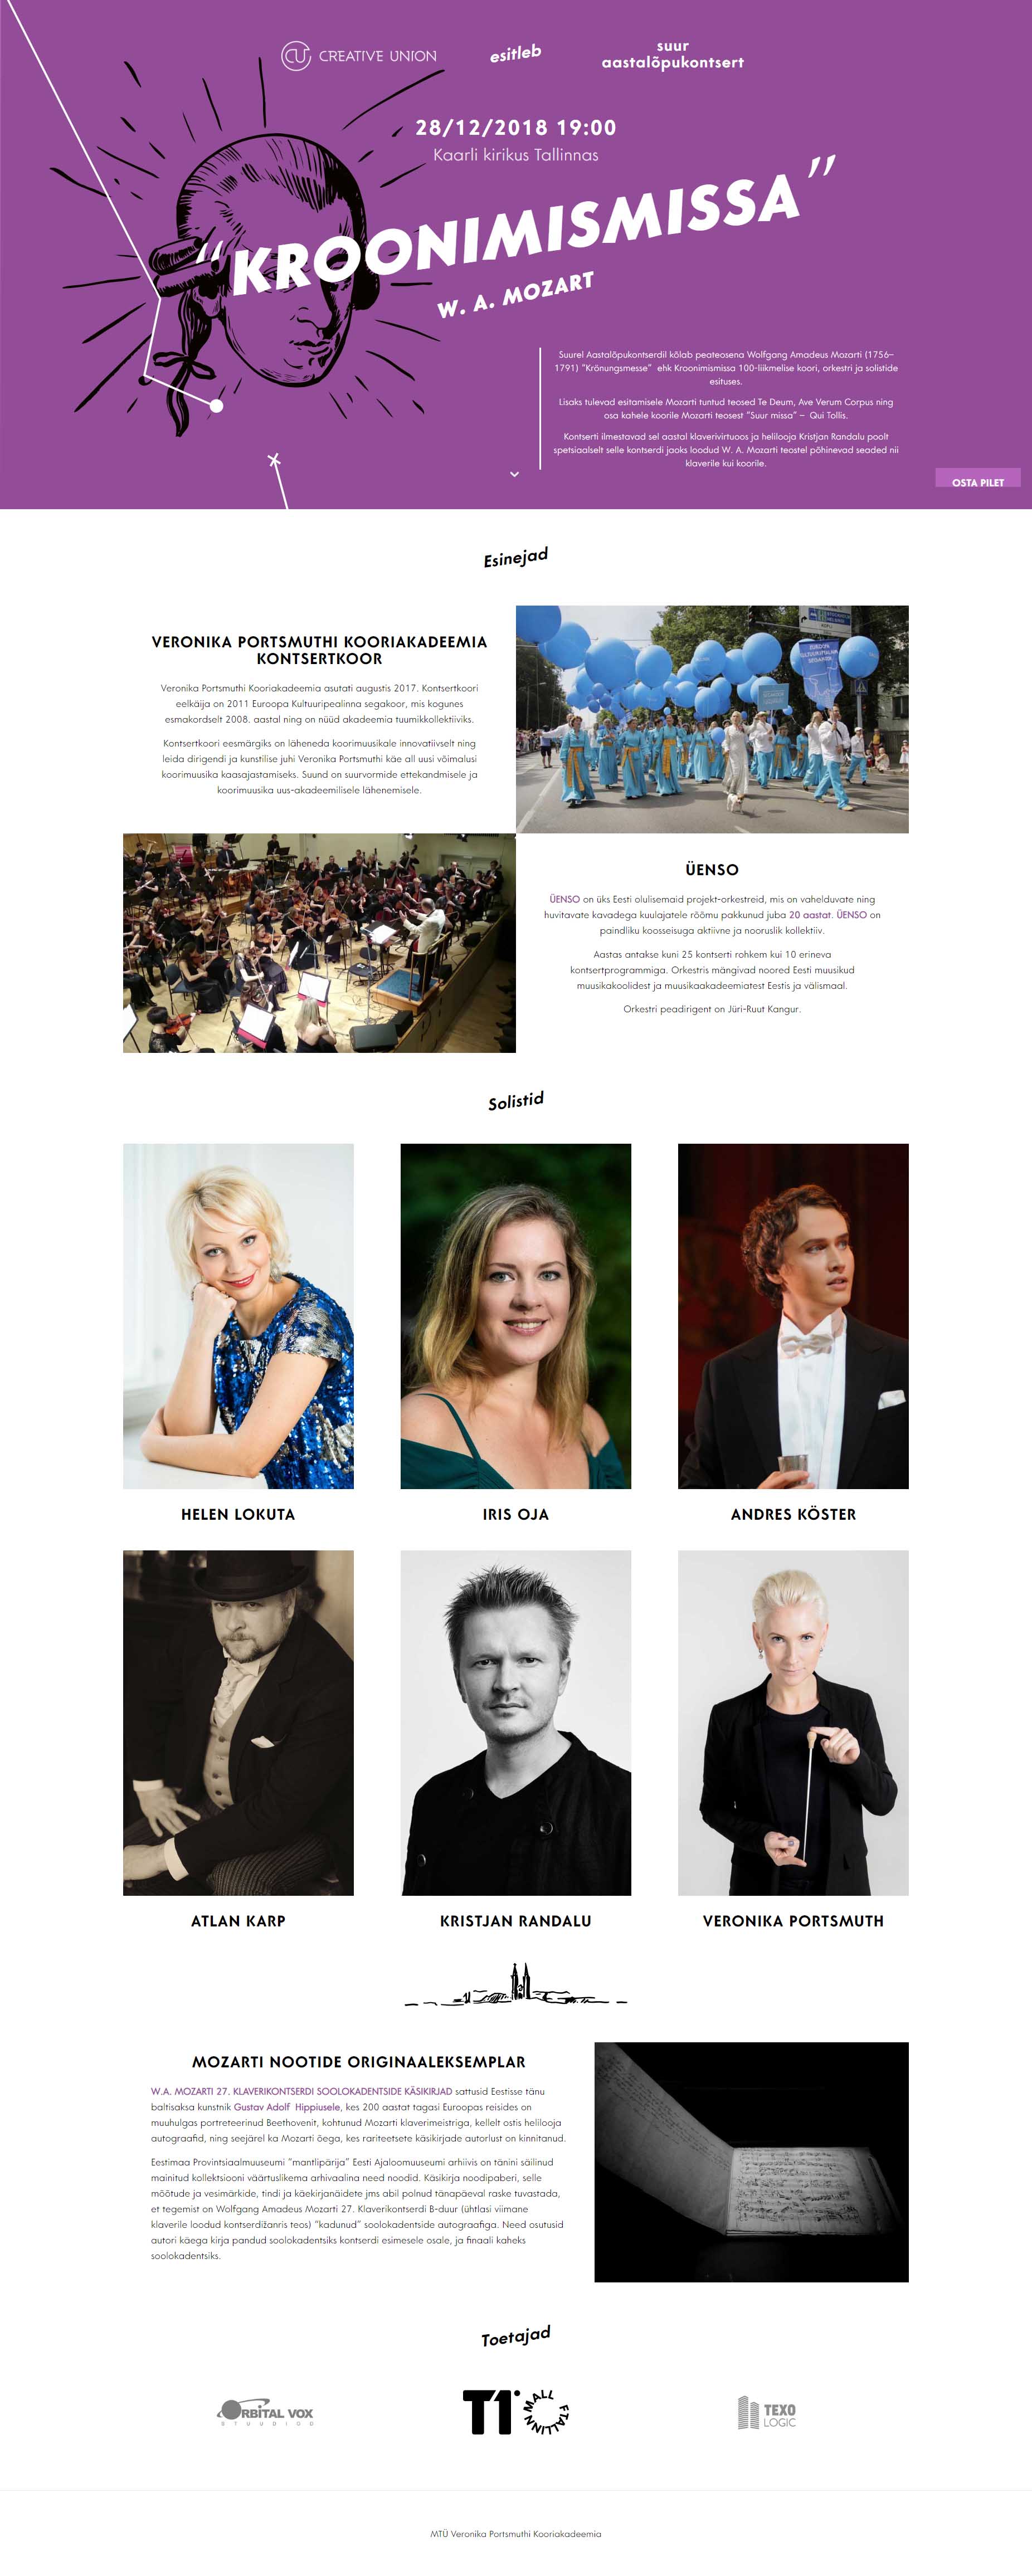 CREATIVE UNION
esitleb
suur
aastalõpukontsert
28/12/2018 19:00
Kaarli kirikus Tallinnas
“KROONIMISMISSA”
W. A. MOZART
Suurel Aastalõpukontserdil kõlab peateosena Wolfgang Amadeus Mozarti (1756–
1791) “Krönungsmesse” ehk Kroonimismissa 100-liikmelise koori, orkestri ja solistide
esituses.
Lisaks tulevad esitamisele Mozarti tuntud teosed Te Deum, Ave Verum Corpus ning
osa kahele koorile Mozarti teosest “Suur missa” – Qui Tollis.
Kontserti ilmestavad sel aastal klaverivirtuoos ja helilooja Kristjan Randalu poolt
spetsiaalselt selle kontserdi jaoks loodud W. A. Mozarti teostel põhinevad seaded nii
klaverile kui koorile.
OSTA PILET
Esinejad
VERONIKA PORTSMUTHI KOORIAKADEEMIA
KONTSERTKOOR
Veronika Portsmuthi Kooriakadeemia asutati augustis 2017. Kontsertkoori
eelkäija on 2011 Euroopa Kultuuripealinna segakoor, mis kogunes
esmakordselt 2008. aastal ning on nüüd akadeemia tuumikkollektiiviks.
Kontsertkoori eesmärgiks on läheneda koorimuusikale innovatiivselt ning
leida dirigendi ja kunstilise juhi Veronika Portsmuthi käe all uusi võimalusi
koorimuusika kaasajastamiseks. Suund on suurvormide ettekandmisele ja
koorimuusika uus-akadeemilisele lähenemisele.
ÜENSO
ÜENSO on üks Eesti olulisemaid projekt-orkestreid, mis on vahelduvate ning
huvitavate kavadega kuulajatele rõõmu pakkunud juba 20 aastat. ÜENSO on
paindliku koosseisuga aktiivne ja nooruslik kollektiiv.
Aastas antakse kuni 25 kontserti rohkem kui 10 erineva
kontsertprogrammiga. Orkestris mängivad noored Eesti muusikud
muusikakoolidest ja muusikaakadeemiatest Eestis ja välismaal.
Orkestri peadirigent on Jüri-Ruut Kangur.
Solistid
HELEN LOKUTA
IRIS OJA
ANDRES KÖSTER
ATLAN KARP
KRISTJAN RANDALU
VERONIKA PORTSMUTH
MOZARTI NOOTIDE ORIGINAALEKSEMPLAR
W.A. MOZARTI 27. KLAVERIKONTSERDI SOOLOKADENTSIDE KÄSIKIRJAD sattusid Eestisse tänu
baltisaksa kunstnik Gustav Adolf Hippiusele, kes 200 aastat tagasi Euroopas reisides on
muuhulgas portreteerinud Beethovenit, kohtunud Mozarti klaverimeistriga, kellelt ostis helilooja
autograafid, ning seejärel ka Mozarti õega, kes rariteetsete käsikirjade autorlust on kinnitanud.
Eestimaa Provintsiaalmuuseumi “mantlipärija” Eesti Ajaloomuuseumi arhiivis on tänini säilinud
mainitud kollektsiooni väärtuslikema arhivaalina need noodid. Käsikirja noodipaberi, selle
mõõtude ja vesimärkide, tindi ja käekirjanäidete jms abil polnud tänapäeval raske tuvastada,
et tegemist on Wolfgang Amadeus Mozarti 27. Klaverikontserdi B-duur (ühtlasi viimane
klaverile loodud kontserdižanris teos) “kadunud” soolokadentside autograafiga. Need osutusid
autori käega kirja pandud soolokadentsiks kontserdi esimesele osale, ja finaali kaheks
soolokadentsiks.
Toetajad
ORBITAL VOX
STUUDIOD
T1 MALL OF TALLINN
TEXO
LOGIC
MTÜ Veronika Portsmuthi Kooriakadeemia